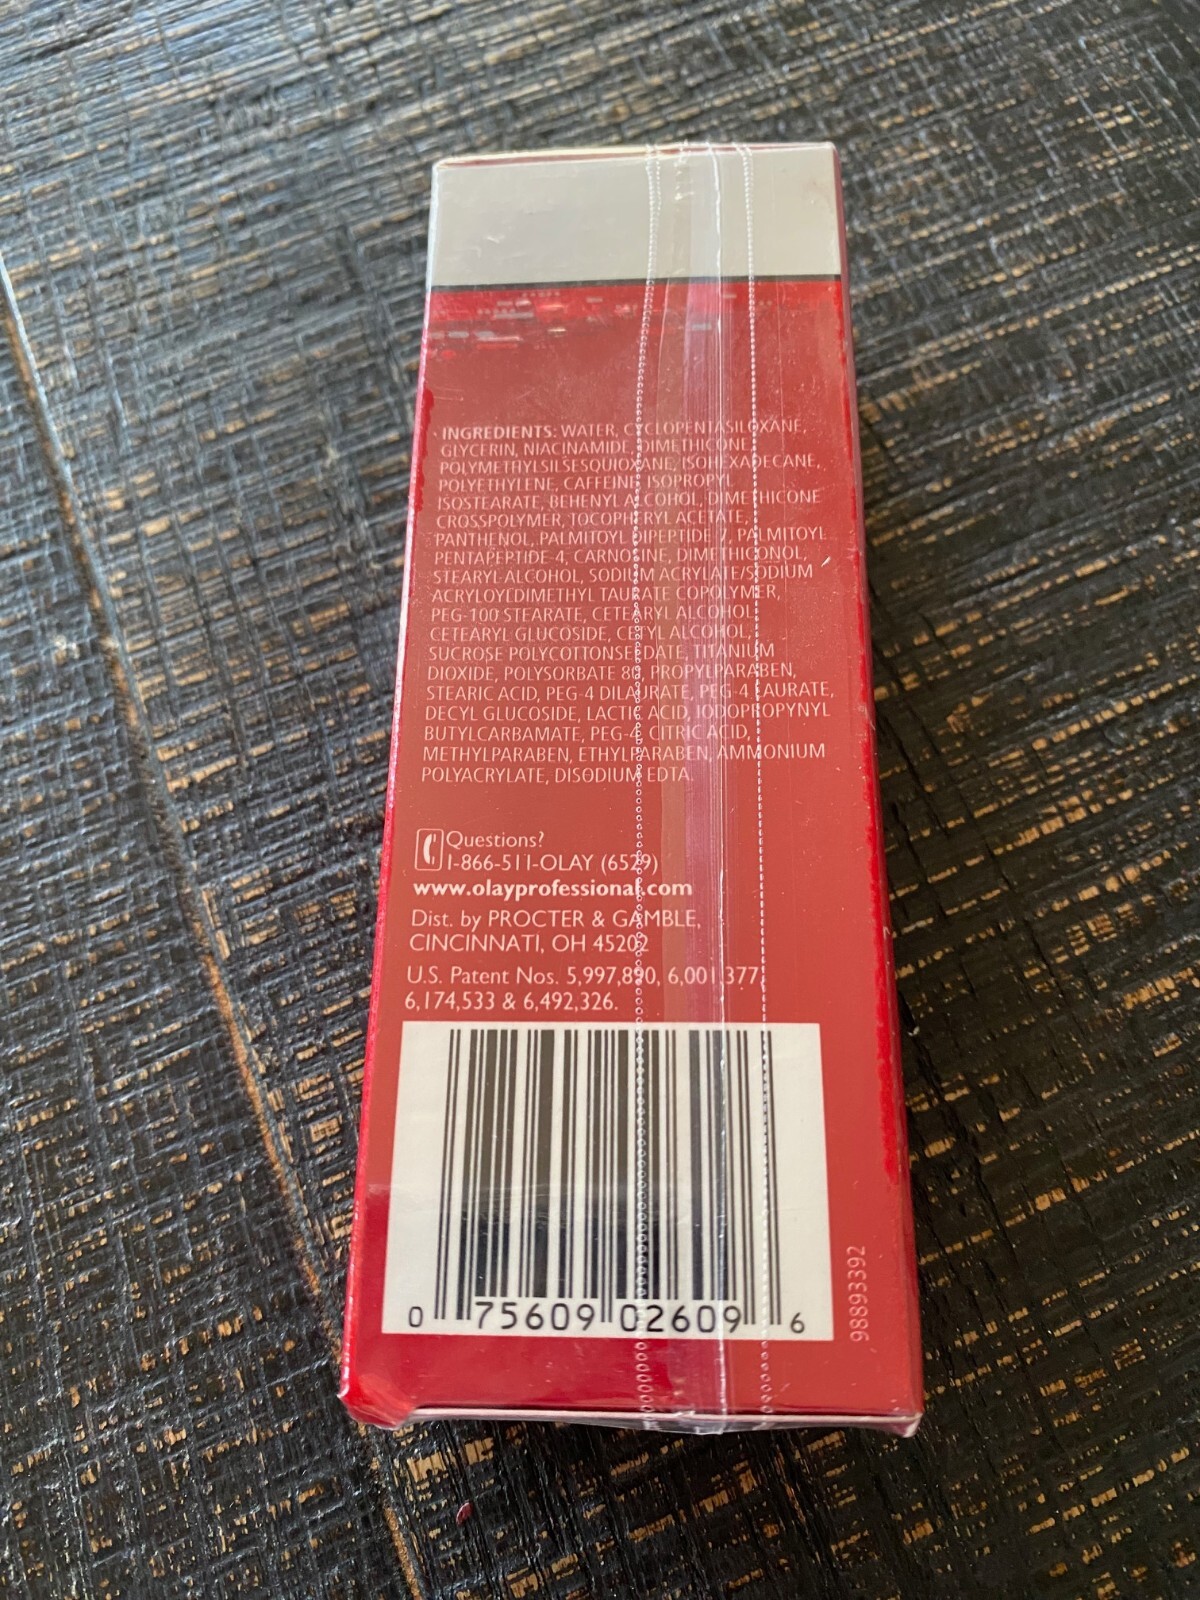 INGREDIENTS: WATER, CYCLOPENTASILOXANE,
GLYCERIN, NIACINAMIDE, DIMETHICONE,
POLYMETHYLSILSESQUIOXANE, ISOHEXADECANE,
POLYETHYLENE, CAFFEINE, ISOPROPYL
ISOSTEARATE, BEHENYL ALCOHOL, DIMETHICONE
CROSSPOLYMER, TOCOPHERYL ACETATE,
PANTHENOL, PALMITOYL DIPEPTIDE-7, PALMITOYL
PENTAPEPTIDE-4, CARNOSINE, DIMETHICONOL,
STEARYL ALCOHOL, SODIUM ACRYLATE/SODIUM
ACRYLOYEDIMETHYL TAURATE COPOLYMER,
PEG-100 STEARATE, CETEARYL ALCOHOL,
CETEARYL GLUCOSIDE, CETYL ALCOHOL,
SUCROSE POLYCOTTONSEEDATE, TITANIUM
DIOXIDE, POLYSORBATE 80, PROPYLPARABEN,
STEARIC ACID, PEG-4 DILAURATE, PEG-4 LAURATE,
DECYL GLUCOSIDE, LACTIC ACID, IODOPROPYNYL
BUTYLCARBAMATE, PEG-4, CITRIC ACID,
METHYLPARABEN, ETHYLPARABEN, AMMONIUM
POLYACRYLATE, DISODIUM EDTA.
Questions?
1-866-511-OLAY (6529)
www.olayprofessional.com
Dist. by PROCTER & GAMBLE,
CINCINNATI, OH 45202
U.S. Patent Nos. 5,997,890, 6,001,377,
6,174,533 & 6,492,326.
0 75609 02609 6
98893392